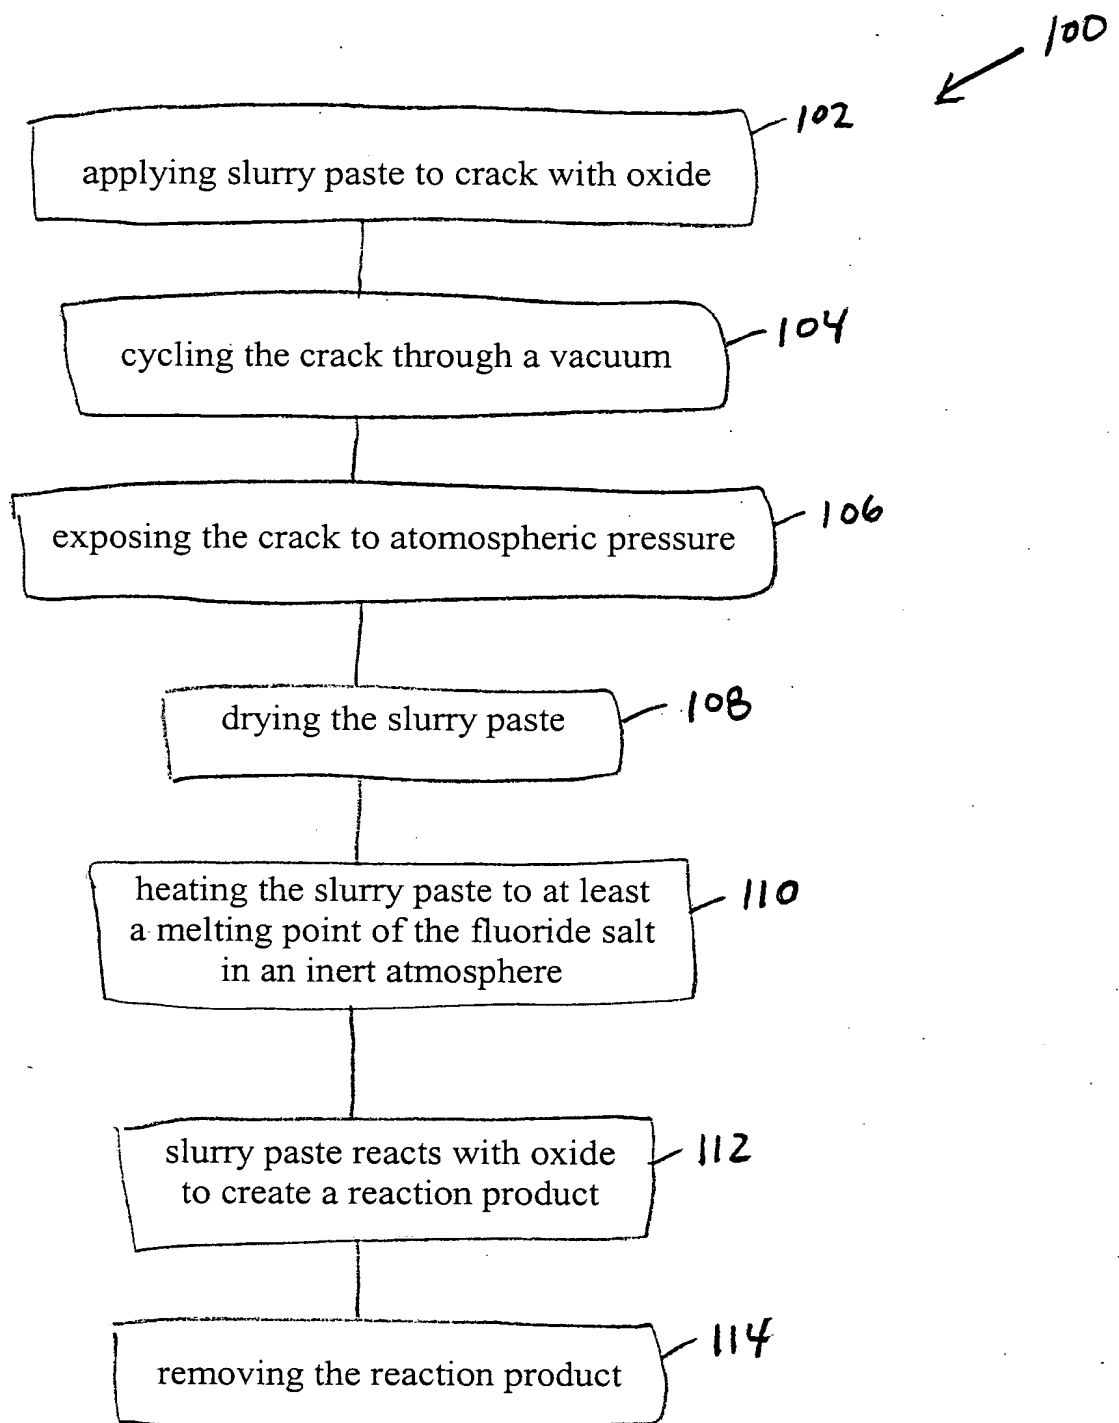 100
102
applying slurry paste to crack with oxide
104
cycling the crack through a vacuum
106
exposing the crack to atomospheric pressure
108
drying the slurry paste
110
heating the slurry paste to at least
a melting point of the fluoride salt
in an inert atmosphere
112
slurry paste reacts with oxide
to create a reaction product
114
removing the reaction product